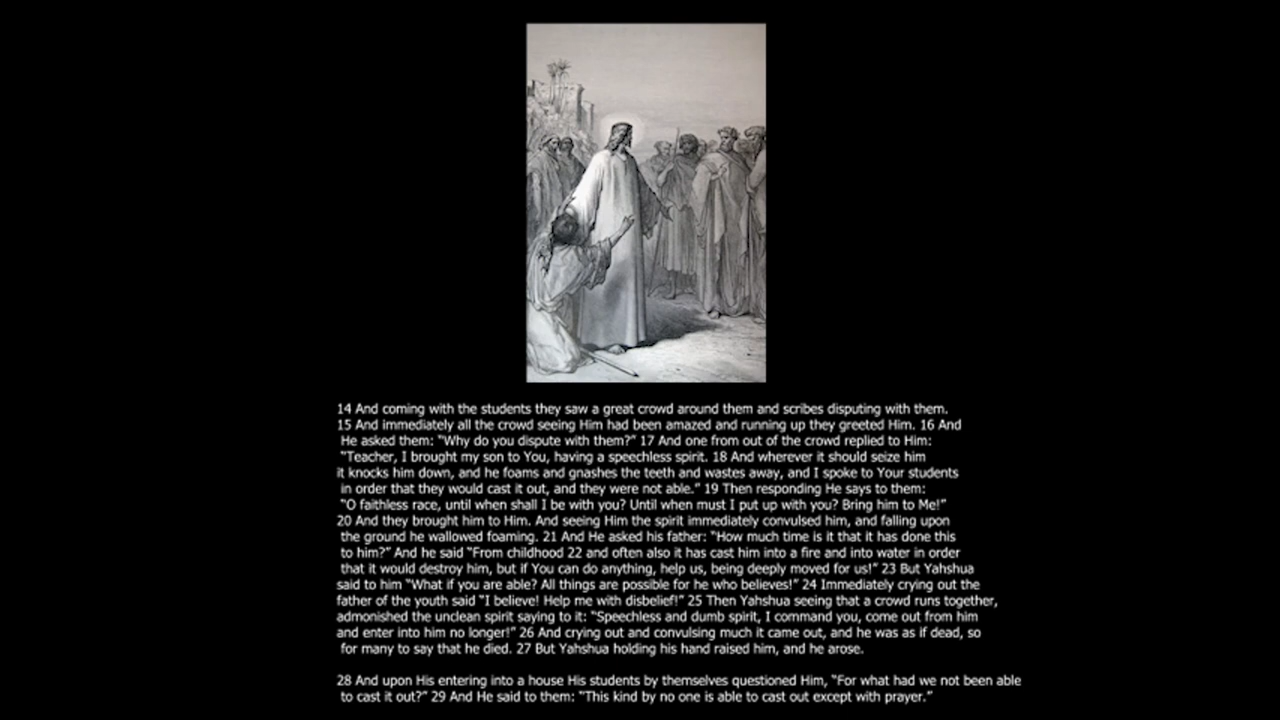 14 And coming with the students they saw a great crowd around them and scribes disputing with them.
15 And immediately all the crowd seeing Him had been amazed and running up they greeted Him. 16 And
He asked them: “Why do you dispute with them?” 17 And one from out of the crowd replied to Him:
“Teacher, I brought my son to You, having a speechless spirit. 18 And wherever it should seize him
it knocks him down, and he foams and gnashes the teeth and wastes away, and I spoke to Your students
in order that they would cast it out, and they were not able.” 19 Then responding He says to them:
“O faithless race, until when shall I be with you? Until when must I put up with you? Bring him to Me!”
20 And they brought him to Him. And seeing Him the spirit immediately convulsed him, and falling upon
the ground he wallowed foaming. 21 And He asked his father: “How much time is it that it has done this
to him?” And he said “From childhood 22 and often also it has cast him into a fire and into water in order
that it would destroy him, but if You can do anything, help us, being deeply moved for us!” 23 But Yahshua
said to him “What if you are able? All things are possible for he who believes!” 24 Immediately crying out the
father of the youth said “I believe! Help me with disbelief!” 25 Then Yahshua seeing that a crowd runs together,
admonished the unclean spirit saying to it: “Speechless and dumb spirit, I command you, come out from him
and enter into him no longer!” 26 And crying out and convulsing much it came out, and he was as if dead, so
for many to say that he died. 27 But Yahshua holding his hand raised him, and he arose.
28 And upon His entering into a house His students by themselves questioned Him, “For what had we not been able
to cast it out?” 29 And He said to them: “This kind by no one is able to cast out except with prayer.”